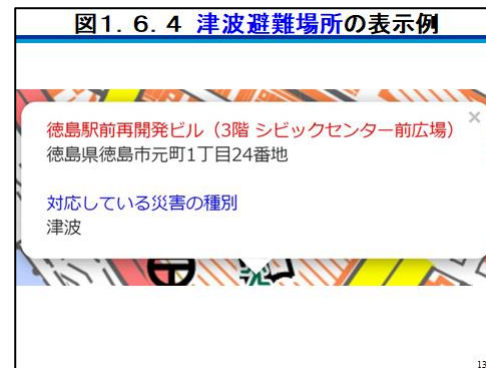 図1．6．4 津波避難場所の表示例
徳島駅前再開発ビル（3階 シビックセンター前広場）
×
徳島県徳島市元町1丁目24番地
対応している災害の種別
津波
13